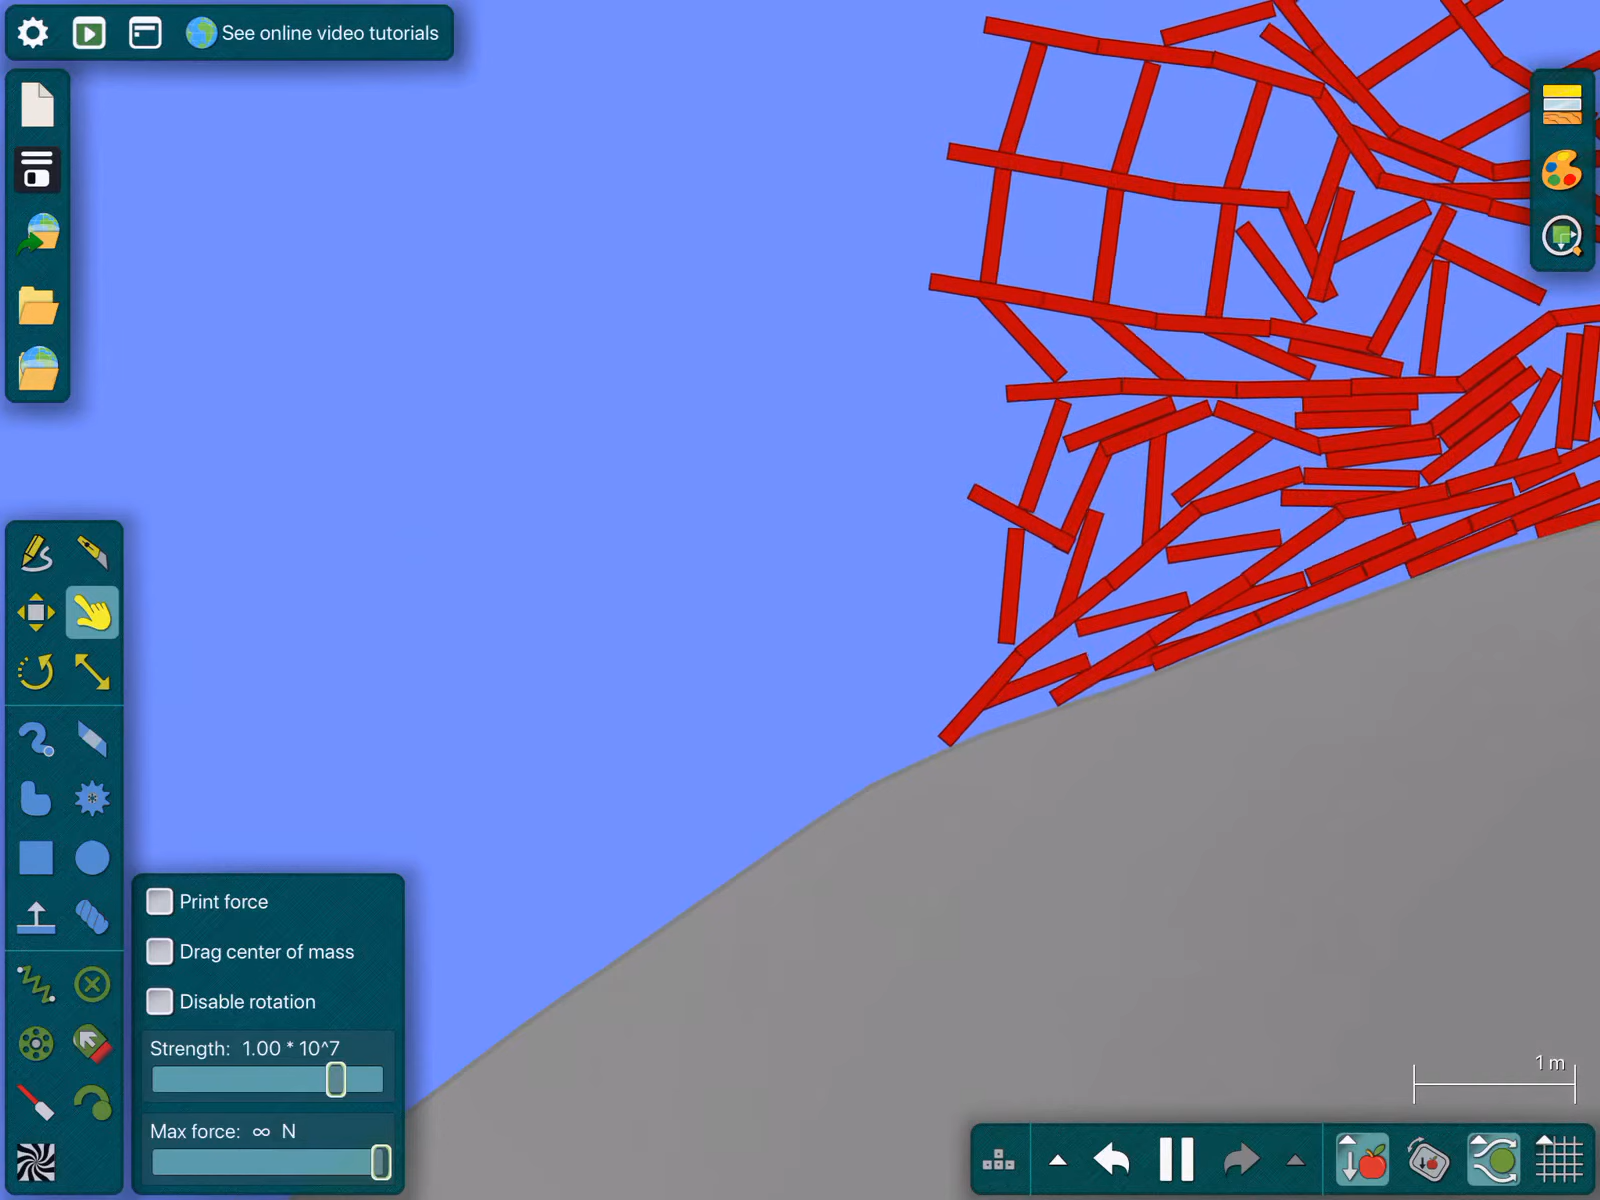 See online video tutorials
Print force
Drag center of mass
Disable rotation
Strength: 1.00 * 10^7
Max force: ∞ N
1 m